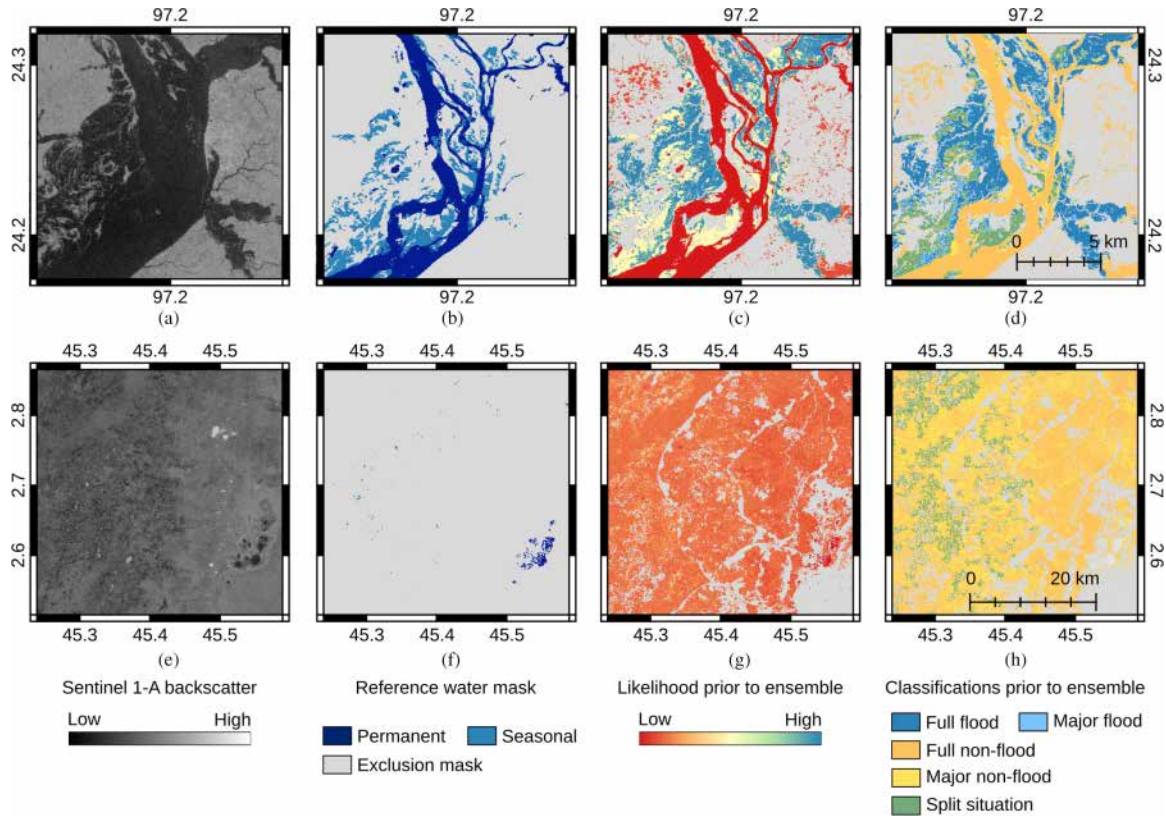 97.2 97.2 97.2 97.2
24.3 24.3
24.2 24.2
0 5 km
97.2 97.2 97.2 97.2
(a) (b) (c) (d)
45.3 45.4 45.5 45.3 45.4 45.5 45.3 45.4 45.5 45.3 45.4 45.5
2.8 2.8
2.7 2.7
2.6 2.6
0 20 km
45.3 45.4 45.5 45.3 45.4 45.5 45.3 45.4 45.5 45.3 45.4 45.5
(e) (f) (g) (h)
Sentinel 1-A backscatter Reference water mask Likelihood prior to ensemble Classifications prior to ensemble
Low High Permanent Seasonal Low High Full flood Major flood
Exclusion mask Full non-flood
Major non-flood
Split situation